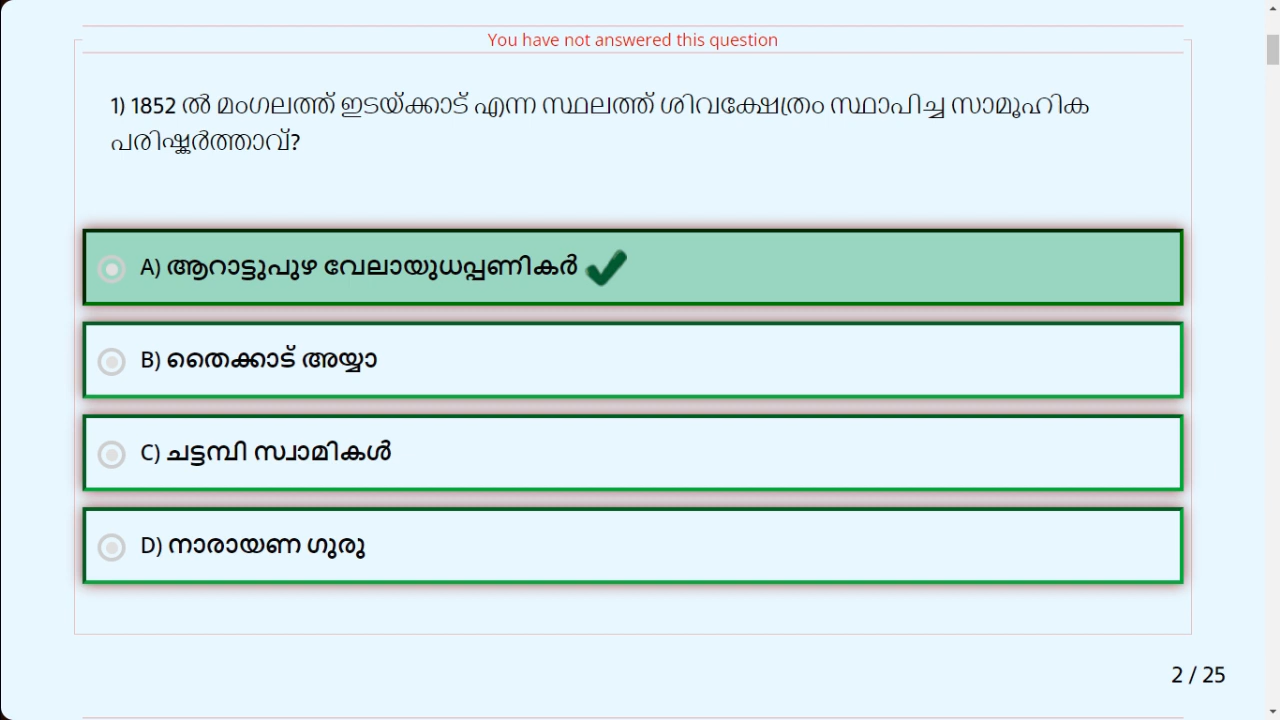 You have not answered this question
1) 1852 ൽ മംഗലത്ത് ഇടയ്ക്കാട് എന്ന സ്ഥലത്ത് ശിവക്ഷേത്രം സ്ഥാപിച്ച സാമൂഹിക
പരിഷ്കർത്താവ്?
A) ആറാട്ടുപുഴ വേലായുധപ്പണികർ
B) തൈക്കാട് അയ്യാ
C) ചട്ടമ്പി സ്വാമികൾ
D) നാരായണ ഗുരു
2 / 25